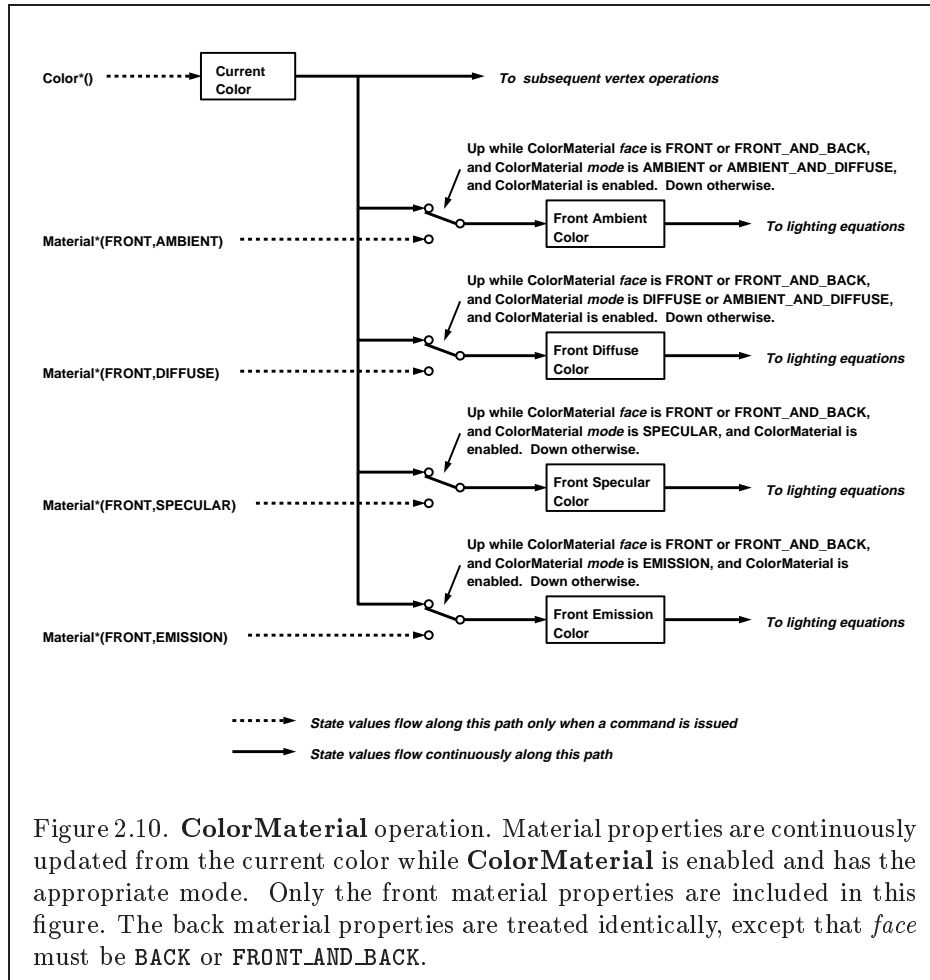 Color*()
Current
Color
To subsequent vertex operations
Up while ColorMaterial face is FRONT or FRONT_AND_BACK,
and ColorMaterial mode is AMBIENT or AMBIENT_AND_DIFFUSE,
and ColorMaterial is enabled. Down otherwise.
Material*(FRONT,AMBIENT)
Front Ambient
Color
To lighting equations
Up while ColorMaterial face is FRONT or FRONT_AND_BACK,
and ColorMaterial mode is DIFFUSE or AMBIENT_AND_DIFFUSE,
and ColorMaterial is enabled. Down otherwise.
Material*(FRONT,DIFFUSE)
Front Diffuse
Color
To lighting equations
Up while ColorMaterial face is FRONT or FRONT_AND_BACK,
and ColorMaterial mode is SPECULAR, and ColorMaterial is
enabled. Down otherwise.
Material*(FRONT,SPECULAR)
Front Specular
Color
To lighting equations
Up while ColorMaterial face is FRONT or FRONT_AND_BACK,
and ColorMaterial mode is EMISSION, and ColorMaterial is
enabled. Down otherwise.
Material*(FRONT,EMISSION)
Front Emission
Color
To lighting equations
State values flow along this path only when a command is issued
State values flow continuously along this path
Figure 2.10. ColorMaterial operation. Material properties are continuously
updated from the current color while ColorMaterial is enabled and has the
appropriate mode. Only the front material properties are included in this
figure. The back material properties are treated identically, except that face
must be BACK or FRONT_AND_BACK.